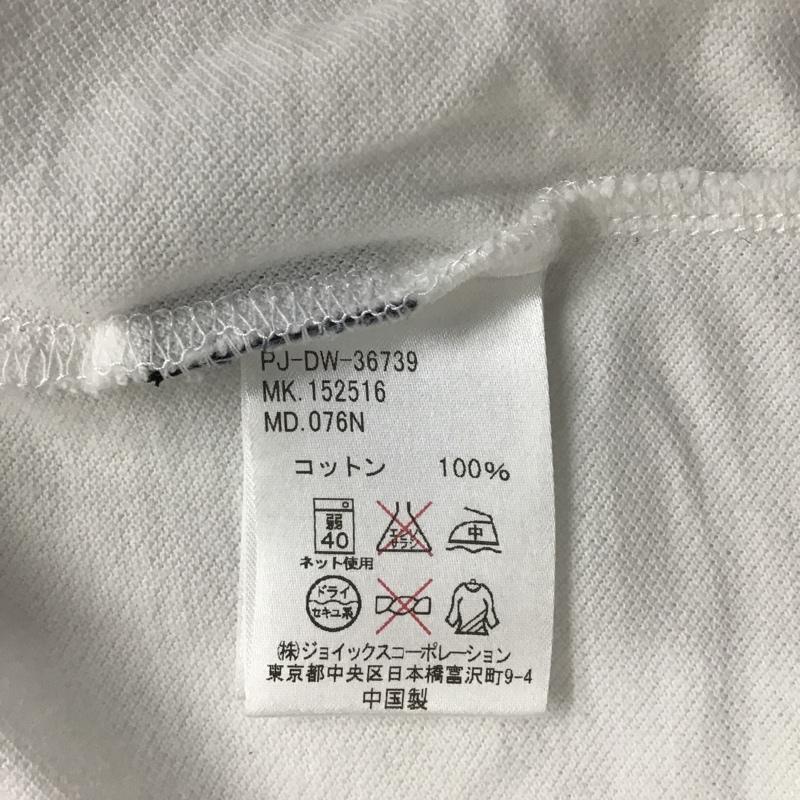 PJ-DW-36739
MK.152516
MD.076N
コットン 100%
弱 40
エンソ サラシ
中
ネット使用
ドライ セキユ系
㈱ジョイックスコーポレーション
東京都中央区日本橋富沢町9-4
中国製